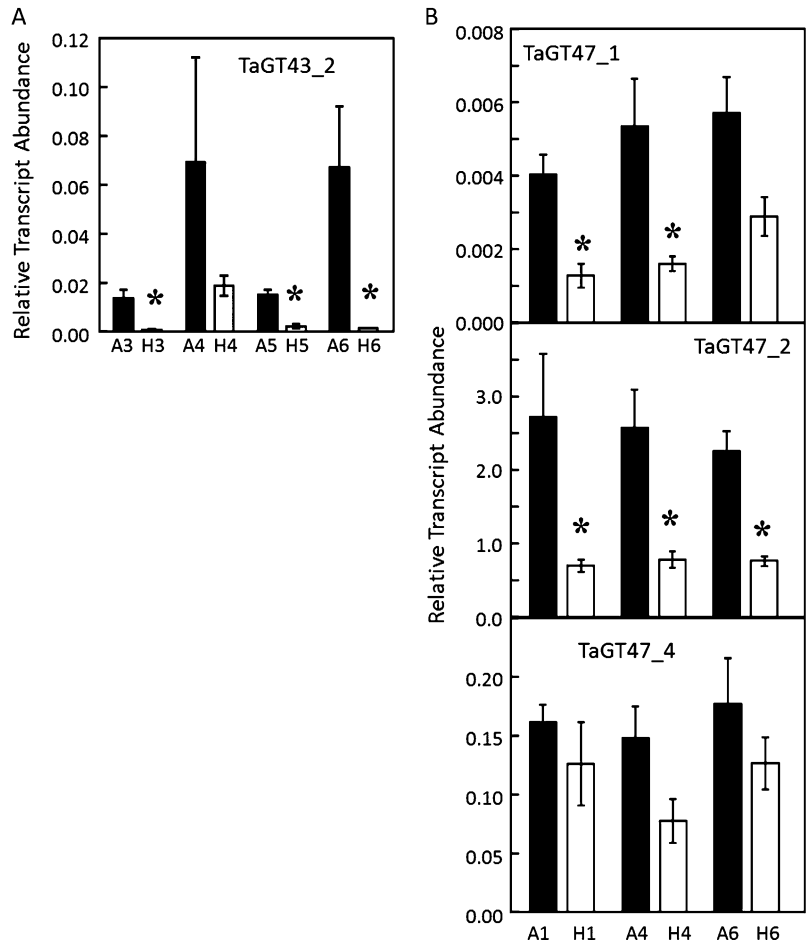 A
Relative Transcript Abundance
TaGT43_2
0.12
0.10
0.08
0.06
0.04
0.02
0.00
*
*
*
A3 H3 A4 H4 A5 H5 A6 H6
B
Relative Transcript Abundance
TaGT47_1
0.008
0.006
0.004
0.002
0.000
*
*
TaGT47_2
3.0
2.0
1.0
0.0
*
*
*
TaGT47_4
0.20
0.15
0.10
0.05
0.00
A1 H1 A4 H4 A6 H6